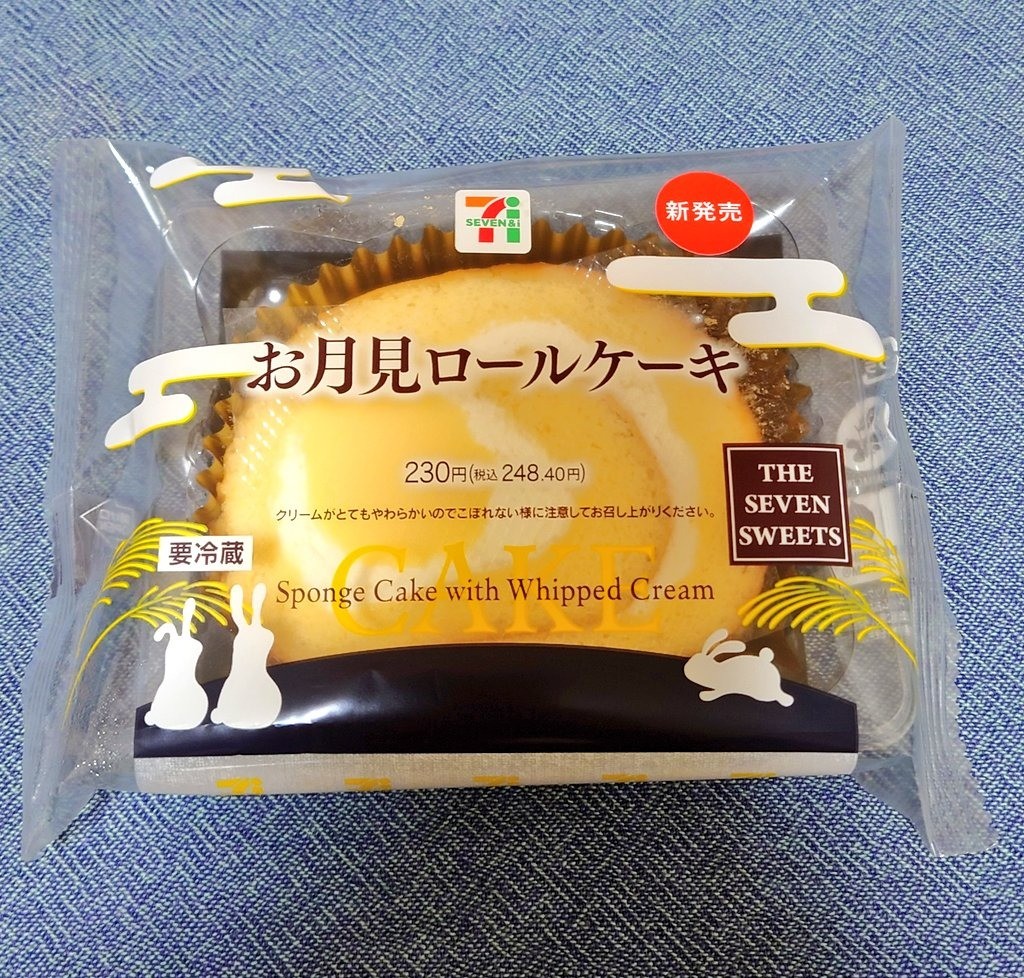 SEVEN&i
新発売
お月見ロールケーキ
230円(税込 248.40円)
クリームがとてもやわらかいのでこぼれない様に注意してお召し上がりください。
THE
SEVEN
SWEETS
要冷蔵
CAKE
Sponge Cake with Whipped Cream